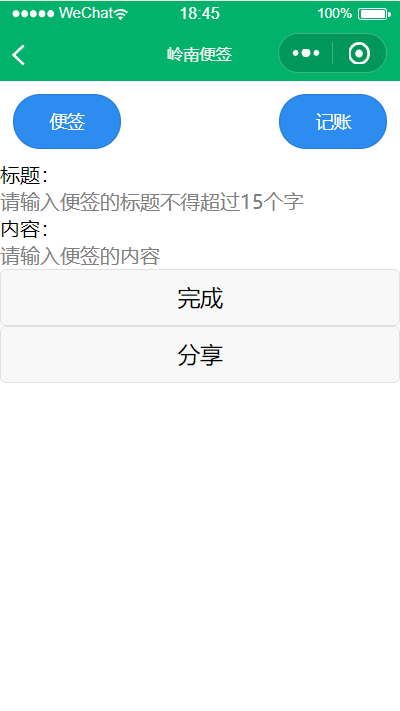 WeChat 18:45 100%
岭南便签
便签 记账
标题：
请输入便签的标题不得超过15个字
内容：
请输入便签的内容
完成
分享